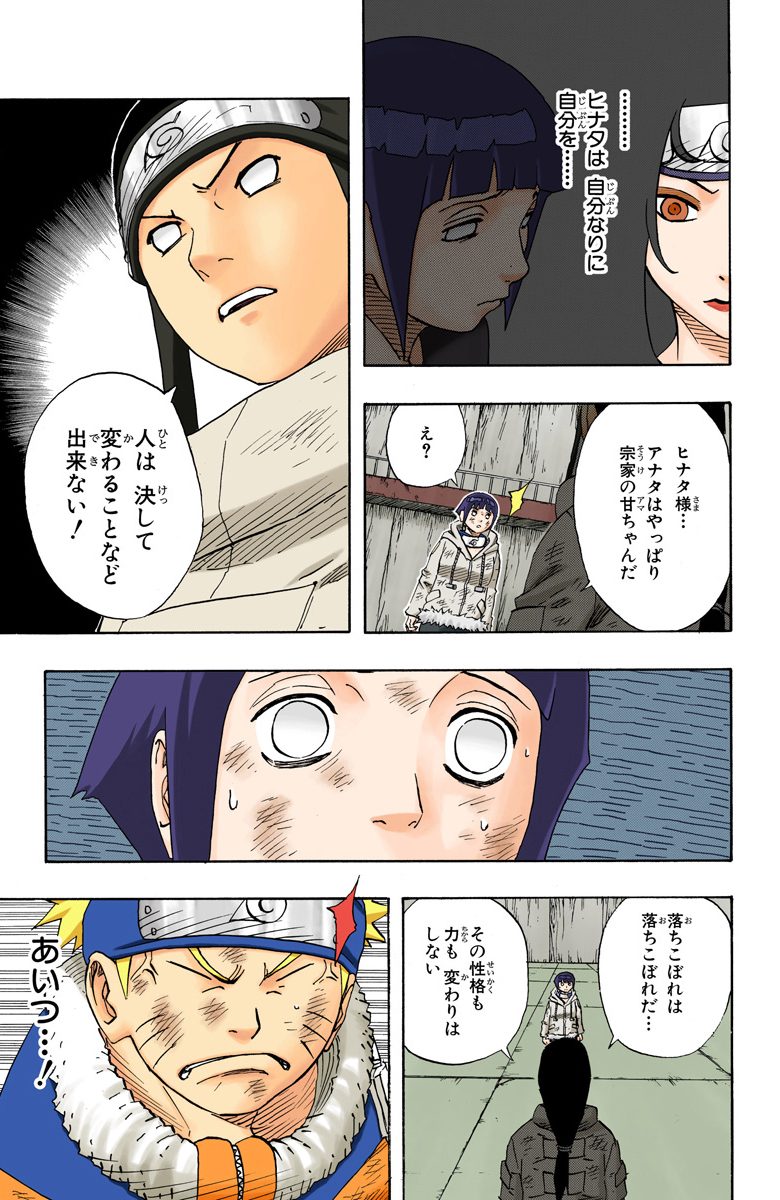 ………
ヒナタは 自分なりに
自分を……
ヒナタ様…
アナタはやっぱり
宗家の甘ちゃんだ
え？
人は 決して
変わることなど
出来ない！
落ちこぼれは
落ちこぼれだ…
その性格も
力も 変わりは
しない
あいつ…！